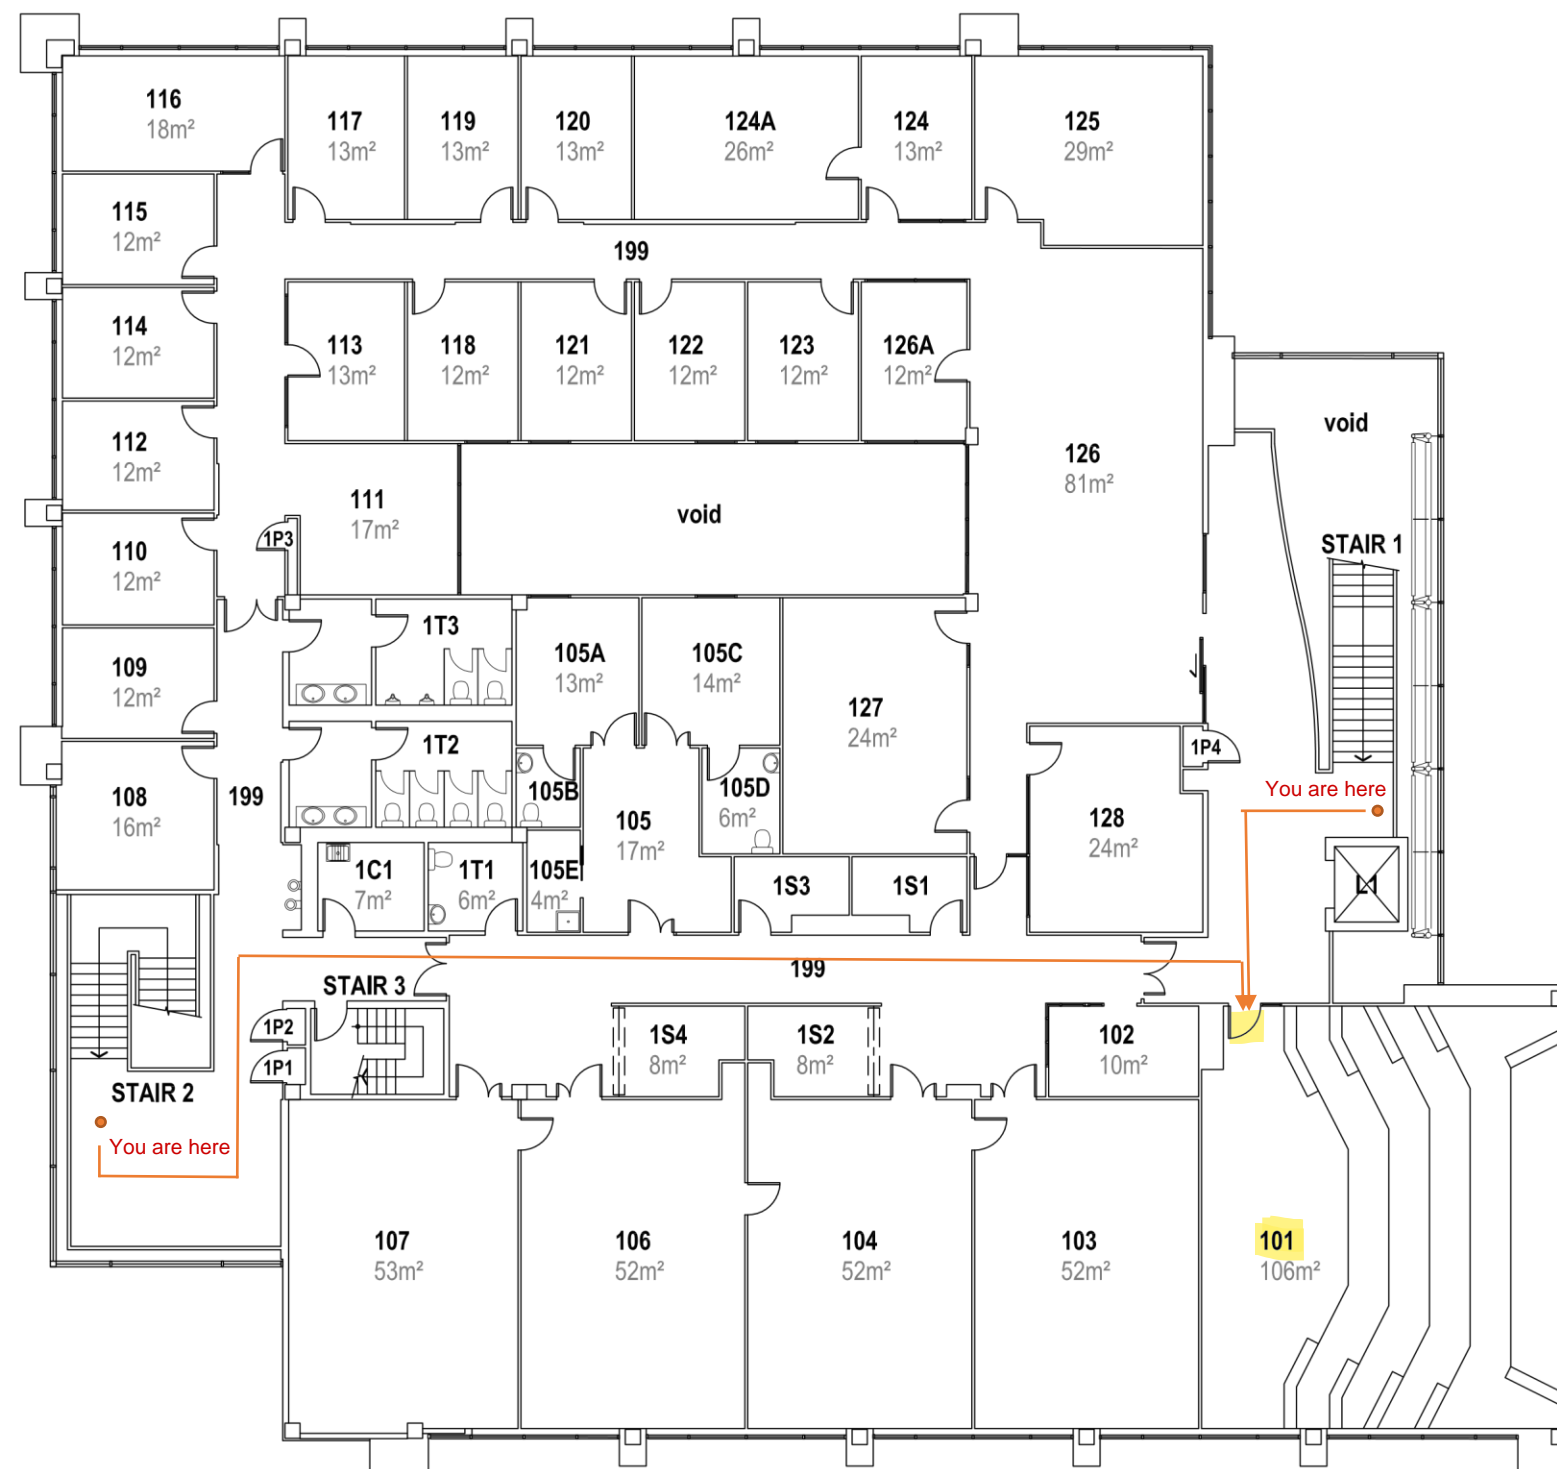 116
18m²
117
13m²
119
13m²
120
13m²
124A
26m²
124
13m²
125
29m²
115
12m²
199
114
12m²
113
13m²
118
12m²
121
12m²
122
12m²
123
12m²
126A
12m²
void
112
12m²
126
81m²
111
17m²
void
1P3
STAIR 1
110
12m²
1T3
105A
13m²
105C
14m²
109
12m²
127
24m²
1T2
1P4
108
16m²
199
105B
105D
6m²
You are here
105
17m²
128
24m²
1C1
7m²
1T1
6m²
105E
4m²
1S3
1S1
L1
199
STAIR 3
1P2
1S4
8m²
1S2
8m²
102
10m²
1P1
STAIR 2
You are here
107
53m²
106
52m²
104
52m²
103
52m²
101
106m²